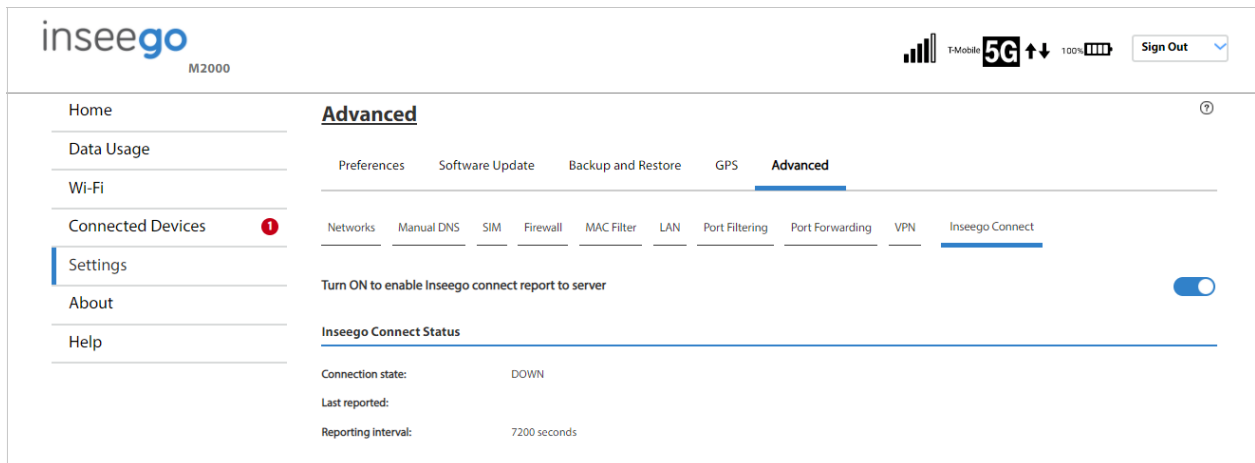 inseego
M2000
T-Mobile 5G 100% Sign Out
Home
Data Usage
Wi-Fi
Connected Devices 1
Settings
About
Help
Advanced ?
Preferences Software Update Backup and Restore GPS Advanced
Networks Manual DNS SIM Firewall MAC Filter LAN Port Filtering Port Forwarding VPN Inseego Connect
Turn ON to enable Inseego connect report to server
Inseego Connect Status
Connection state: DOWN
Last reported:
Reporting interval: 7200 seconds